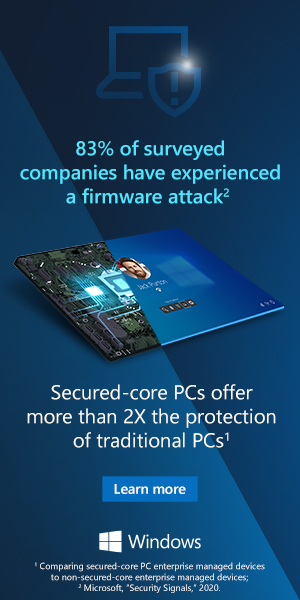 83% of surveyed
companies have experienced
a firmware attack²
Jack Purton
Secured-core PCs offer
more than 2X the protection
of traditional PCs¹
Learn more
Windows
¹ Comparing secured-core PC enterprise managed devices
to non-secured-core enterprise managed devices;
² Microsoft, "Security Signals," 2020.